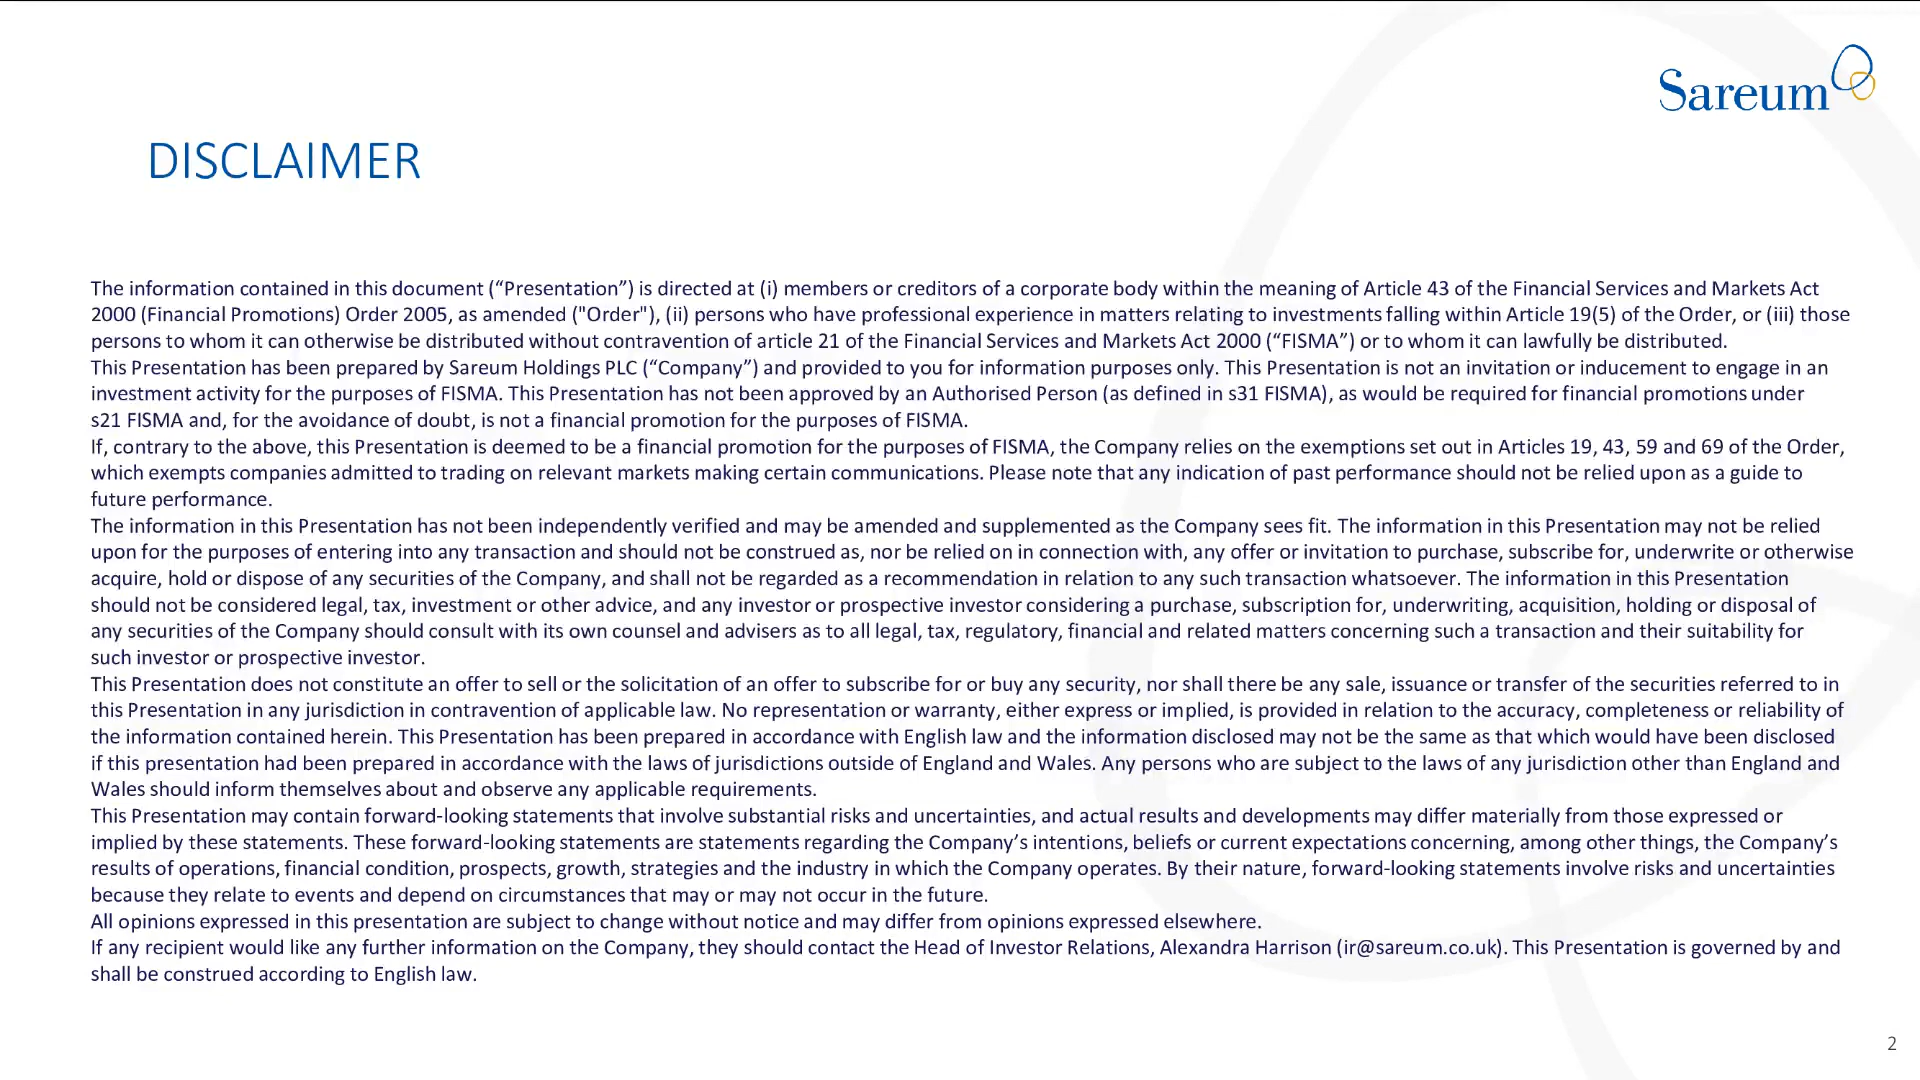 Sareum
DISCLAIMER
The information contained in this document (“Presentation”) is directed at (i) members or creditors of a corporate body within the meaning of Article 43 of the Financial Services and Markets Act
2000 (Financial Promotions) Order 2005, as amended ("Order"), (ii) persons who have professional experience in matters relating to investments falling within Article 19(5) of the Order, or (iii) those
persons to whom it can otherwise be distributed without contravention of article 21 of the Financial Services and Markets Act 2000 (“FISMA”) or to whom it can lawfully be distributed.
This Presentation has been prepared by Sareum Holdings PLC (“Company”) and provided to you for information purposes only. This Presentation is not an invitation or inducement to engage in an
investment activity for the purposes of FISMA. This Presentation has not been approved by an Authorised Person (as defined in s31 FISMA), as would be required for financial promotions under
s21 FISMA and, for the avoidance of doubt, is not a financial promotion for the purposes of FISMA.
If, contrary to the above, this Presentation is deemed to be a financial promotion for the purposes of FISMA, the Company relies on the exemptions set out in Articles 19, 43, 59 and 69 of the Order,
which exempts companies admitted to trading on relevant markets making certain communications. Please note that any indication of past performance should not be relied upon as a guide to
future performance.
The information in this Presentation has not been independently verified and may be amended and supplemented as the Company sees fit. The information in this Presentation may not be relied
upon for the purposes of entering into any transaction and should not be construed as, nor be relied on in connection with, any offer or invitation to purchase, subscribe for, underwrite or otherwise
acquire, hold or dispose of any securities of the Company, and shall not be regarded as a recommendation in relation to any such transaction whatsoever. The information in this Presentation
should not be considered legal, tax, investment or other advice, and any investor or prospective investor considering a purchase, subscription for, underwriting, acquisition, holding or disposal of
any securities of the Company should consult with its own counsel and advisers as to all legal, tax, regulatory, financial and related matters concerning such a transaction and their suitability for
such investor or prospective investor.
This Presentation does not constitute an offer to sell or the solicitation of an offer to subscribe for or buy any security, nor shall there be any sale, issuance or transfer of the securities referred to in
this Presentation in any jurisdiction in contravention of applicable law. No representation or warranty, either express or implied, is provided in relation to the accuracy, completeness or reliability of
the information contained herein. This Presentation has been prepared in accordance with English law and the information disclosed may not be the same as that which would have been disclosed
if this presentation had been prepared in accordance with the laws of jurisdictions outside of England and Wales. Any persons who are subject to the laws of any jurisdiction other than England and
Wales should inform themselves about and observe any applicable requirements.
This Presentation may contain forward-looking statements that involve substantial risks and uncertainties, and actual results and developments may differ materially from those expressed or
implied by these statements. These forward-looking statements are statements regarding the Company’s intentions, beliefs or current expectations concerning, among other things, the Company’s
results of operations, financial condition, prospects, growth, strategies and the industry in which the Company operates. By their nature, forward-looking statements involve risks and uncertainties
because they relate to events and depend on circumstances that may or may not occur in the future.
All opinions expressed in this presentation are subject to change without notice and may differ from opinions expressed elsewhere.
If any recipient would like any further information on the Company, they should contact the Head of Investor Relations, Alexandra Harrison (ir@sareum.co.uk). This Presentation is governed by and
shall be construed according to English law.
2